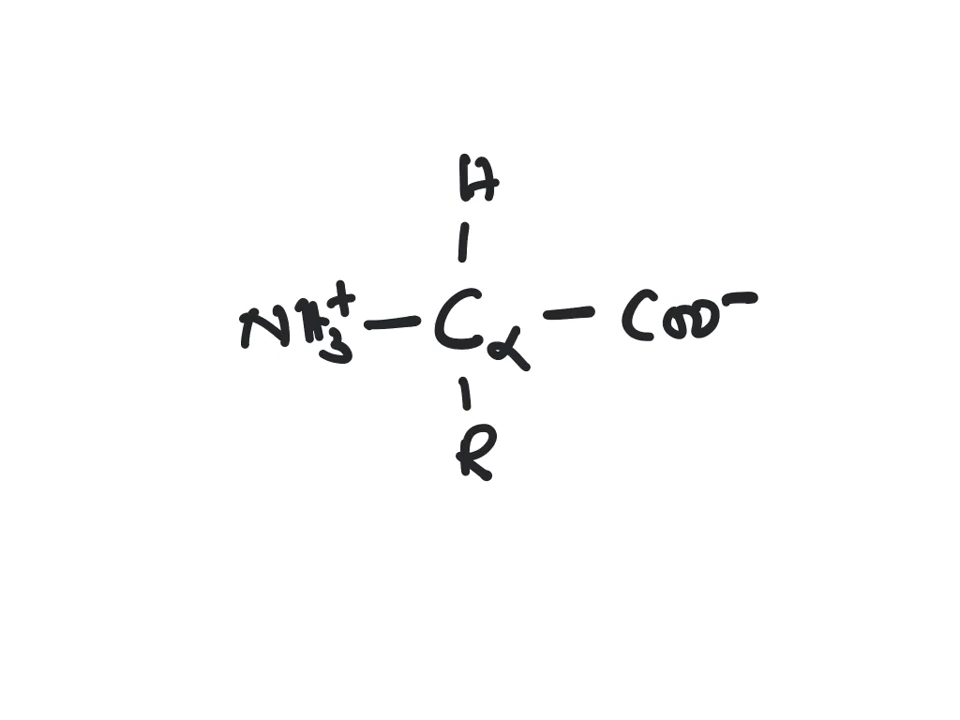 H
NH₃⁺ — Cα — COO⁻
R